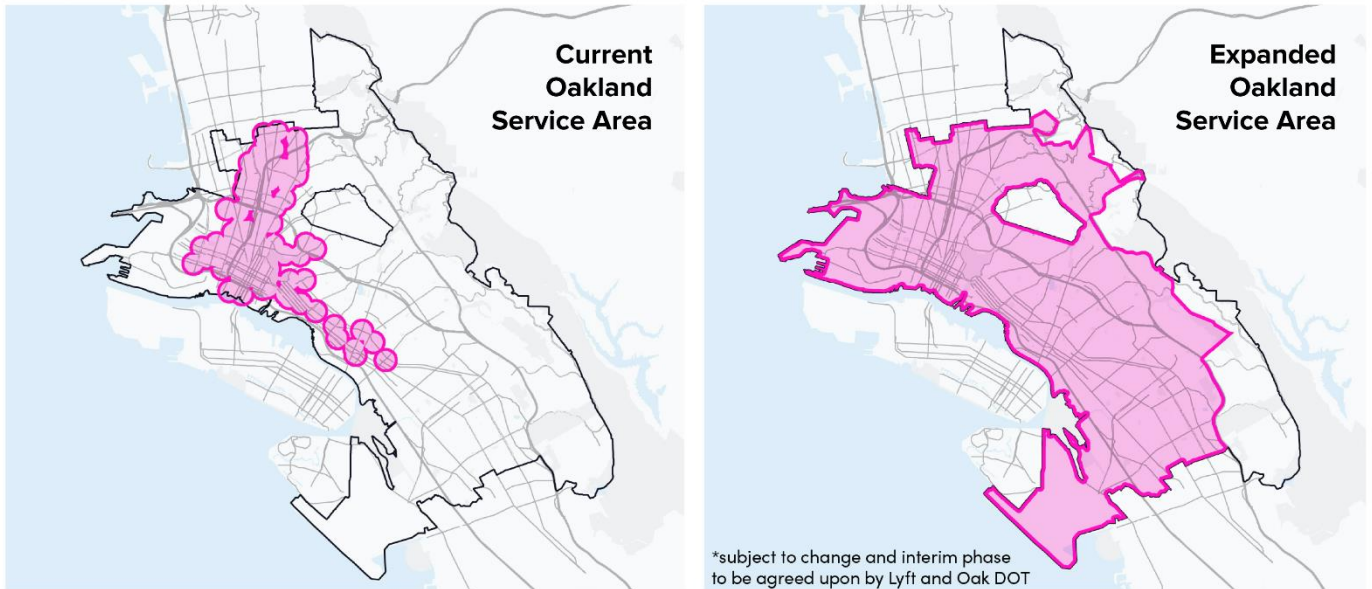 Current
Oakland
Service Area
Expanded
Oakland
Service Area
*subject to change and interim phase
to be agreed upon by Lyft and Oak DOT